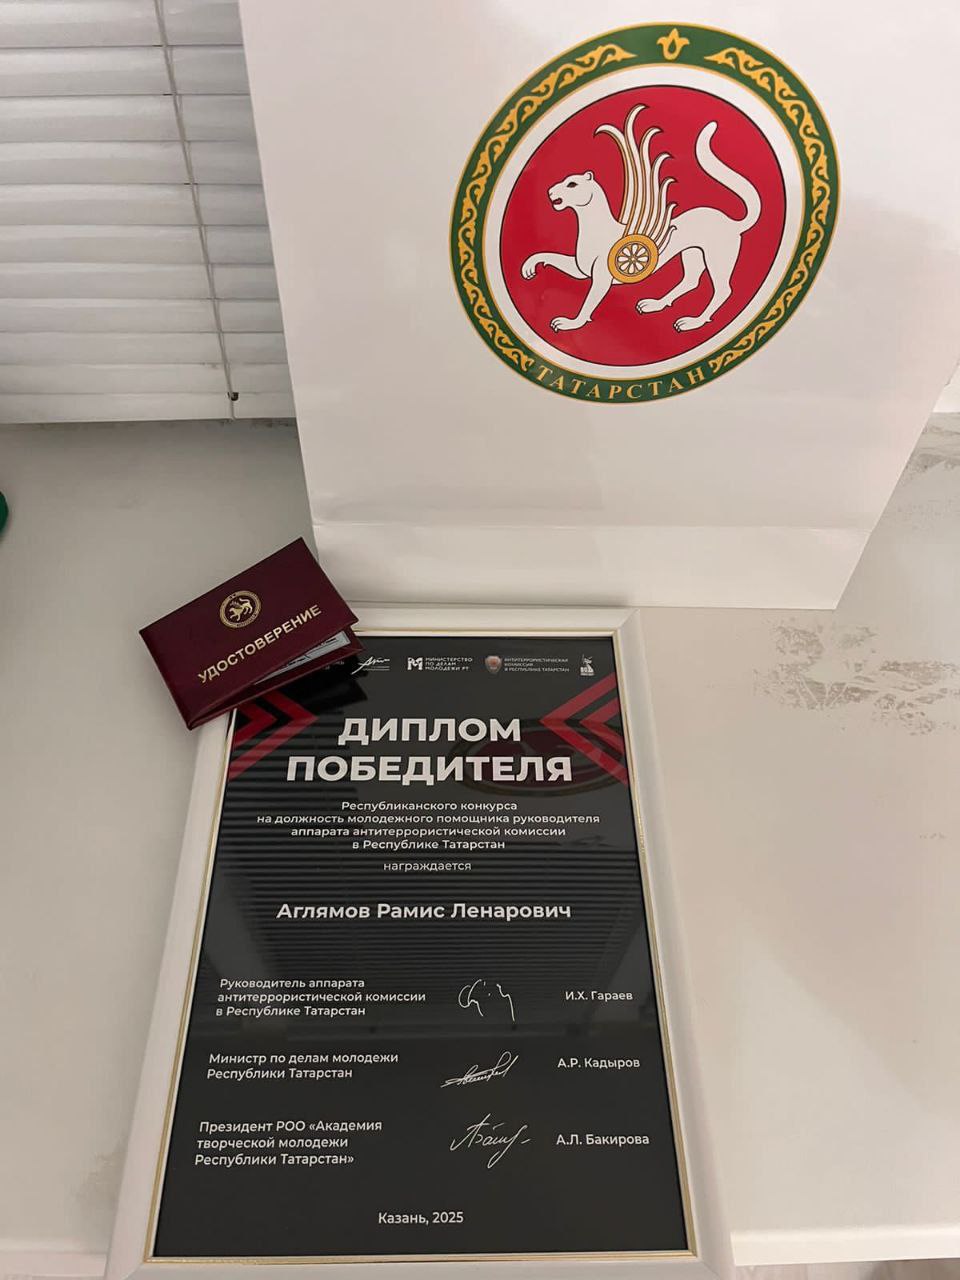 ТАТАРСТАН
УДОСТОВЕРЕНИЕ
МИНИСТЕРСТВО
ПО ДЕЛАМ
МОЛОДЕЖИ РТ
АНТИТЕРРОРИСТИЧЕСКАЯ
КОМИССИЯ
В РЕСПУБЛИКЕ ТАТАРСТАН
ДИПЛОМ
ПОБЕДИТЕЛЯ
Республиканского конкурса
на должность молодежного помощника руководителя
аппарата антитеррористической комиссии
в Республике Татарстан
награждается
Аглямов Рамис Ленарович
Руководитель аппарата
антитеррористической комиссии
в Республике Татарстан
И.Х. Гараев
Министр по делам молодежи
Республики Татарстан
А.Р. Кадыров
Президент РОО «Академия
творческой молодежи
Республики Татарстан»
А.Л. Бакирова
Казань, 2025